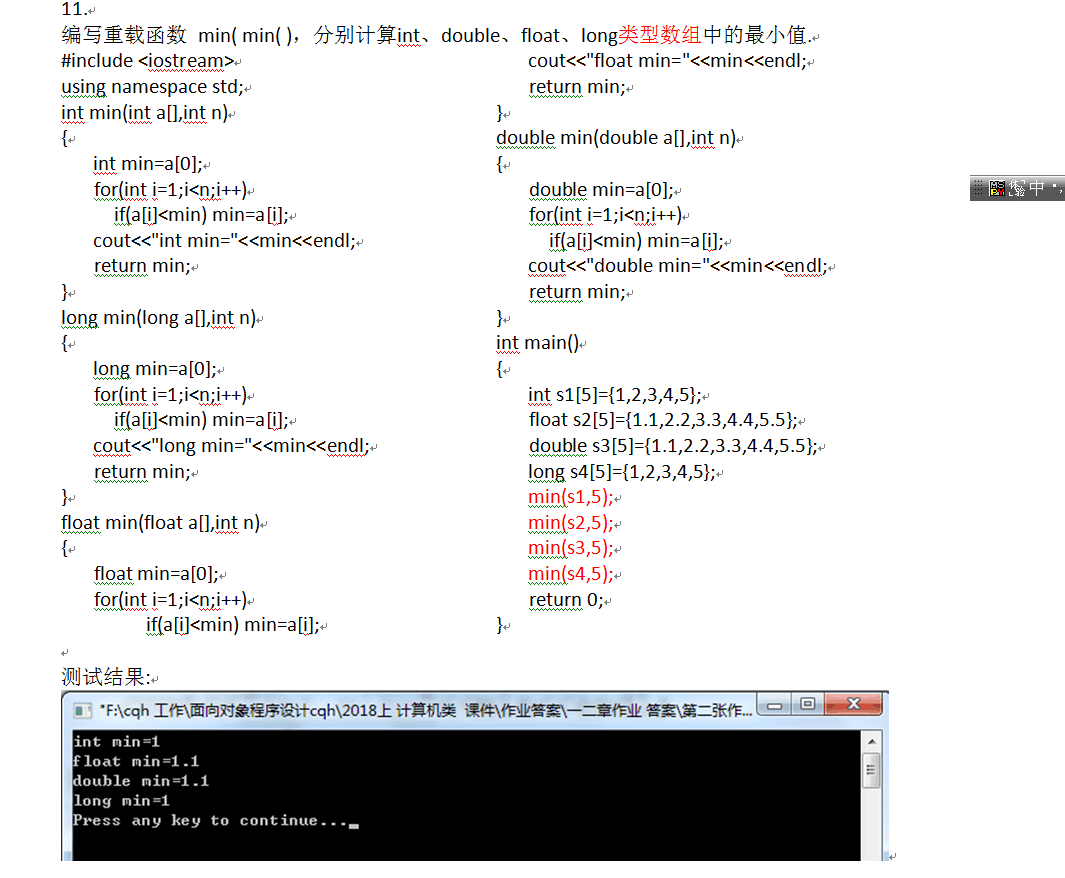 11.
编写重载函数 min( min( )，分别计算int、double、float、long类型数组中的最小值.
#include <iostream>
using namespace std;
int min(int a[],int n)
{
int min=a[0];
for(int i=1;i<n;i++)
if(a[i]<min) min=a[i];
cout<<"int min="<<min<<endl;
return min;
}
long min(long a[],int n)
{
long min=a[0];
for(int i=1;i<n;i++)
if(a[i]<min) min=a[i];
cout<<"long min="<<min<<endl;
return min;
}
float min(float a[],int n)
{
float min=a[0];
for(int i=1;i<n;i++)
if(a[i]<min) min=a[i];
cout<<"float min="<<min<<endl;
return min;
}
double min(double a[],int n)
{
double min=a[0];
for(int i=1;i<n;i++)
if(a[i]<min) min=a[i];
cout<<"double min="<<min<<endl;
return min;
}
int main()
{
int s1[5]={1,2,3,4,5};
float s2[5]={1.1,2.2,3.3,4.4,5.5};
double s3[5]={1.1,2.2,3.3,4.4,5.5};
long s4[5]={1,2,3,4,5};
min(s1,5);
min(s2,5);
min(s3,5);
min(s4,5);
return 0;
}
测试结果:
"F:\cqh 工作\面向对象程序设计cqh\2018上 计算机类 课件\作业答案\一二章作业 答案\第二张作...
int min=1
float min=1.1
double min=1.1
long min=1
Press any key to continue...
中